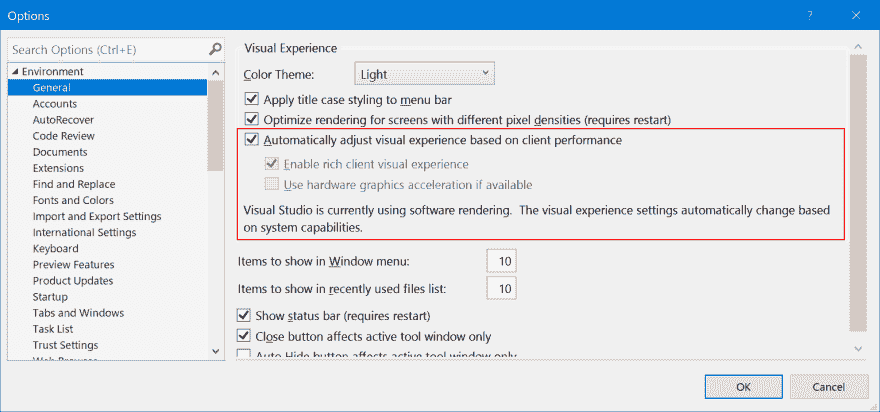 Options
Search Options (Ctrl+E)
Environment
General
Accounts
AutoRecover
Code Review
Documents
Extensions
Find and Replace
Fonts and Colors
Import and Export Settings
International Settings
Keyboard
Preview Features
Product Updates
Startup
Tabs and Windows
Task List
Trust Settings
Web Browser
Visual Experience
Color Theme: Light
Apply title case styling to menu bar
Optimize rendering for screens with different pixel densities (requires restart)
Automatically adjust visual experience based on client performance
Enable rich client visual experience
Use hardware graphics acceleration if available
Visual Studio is currently using software rendering. The visual experience settings automatically change based
on system capabilities.
Items to show in Window menu: 10
Items to show in recently used files list: 10
Show status bar (requires restart)
Close button affects active tool window only
Auto Hide button affects active tool window only
OK Cancel